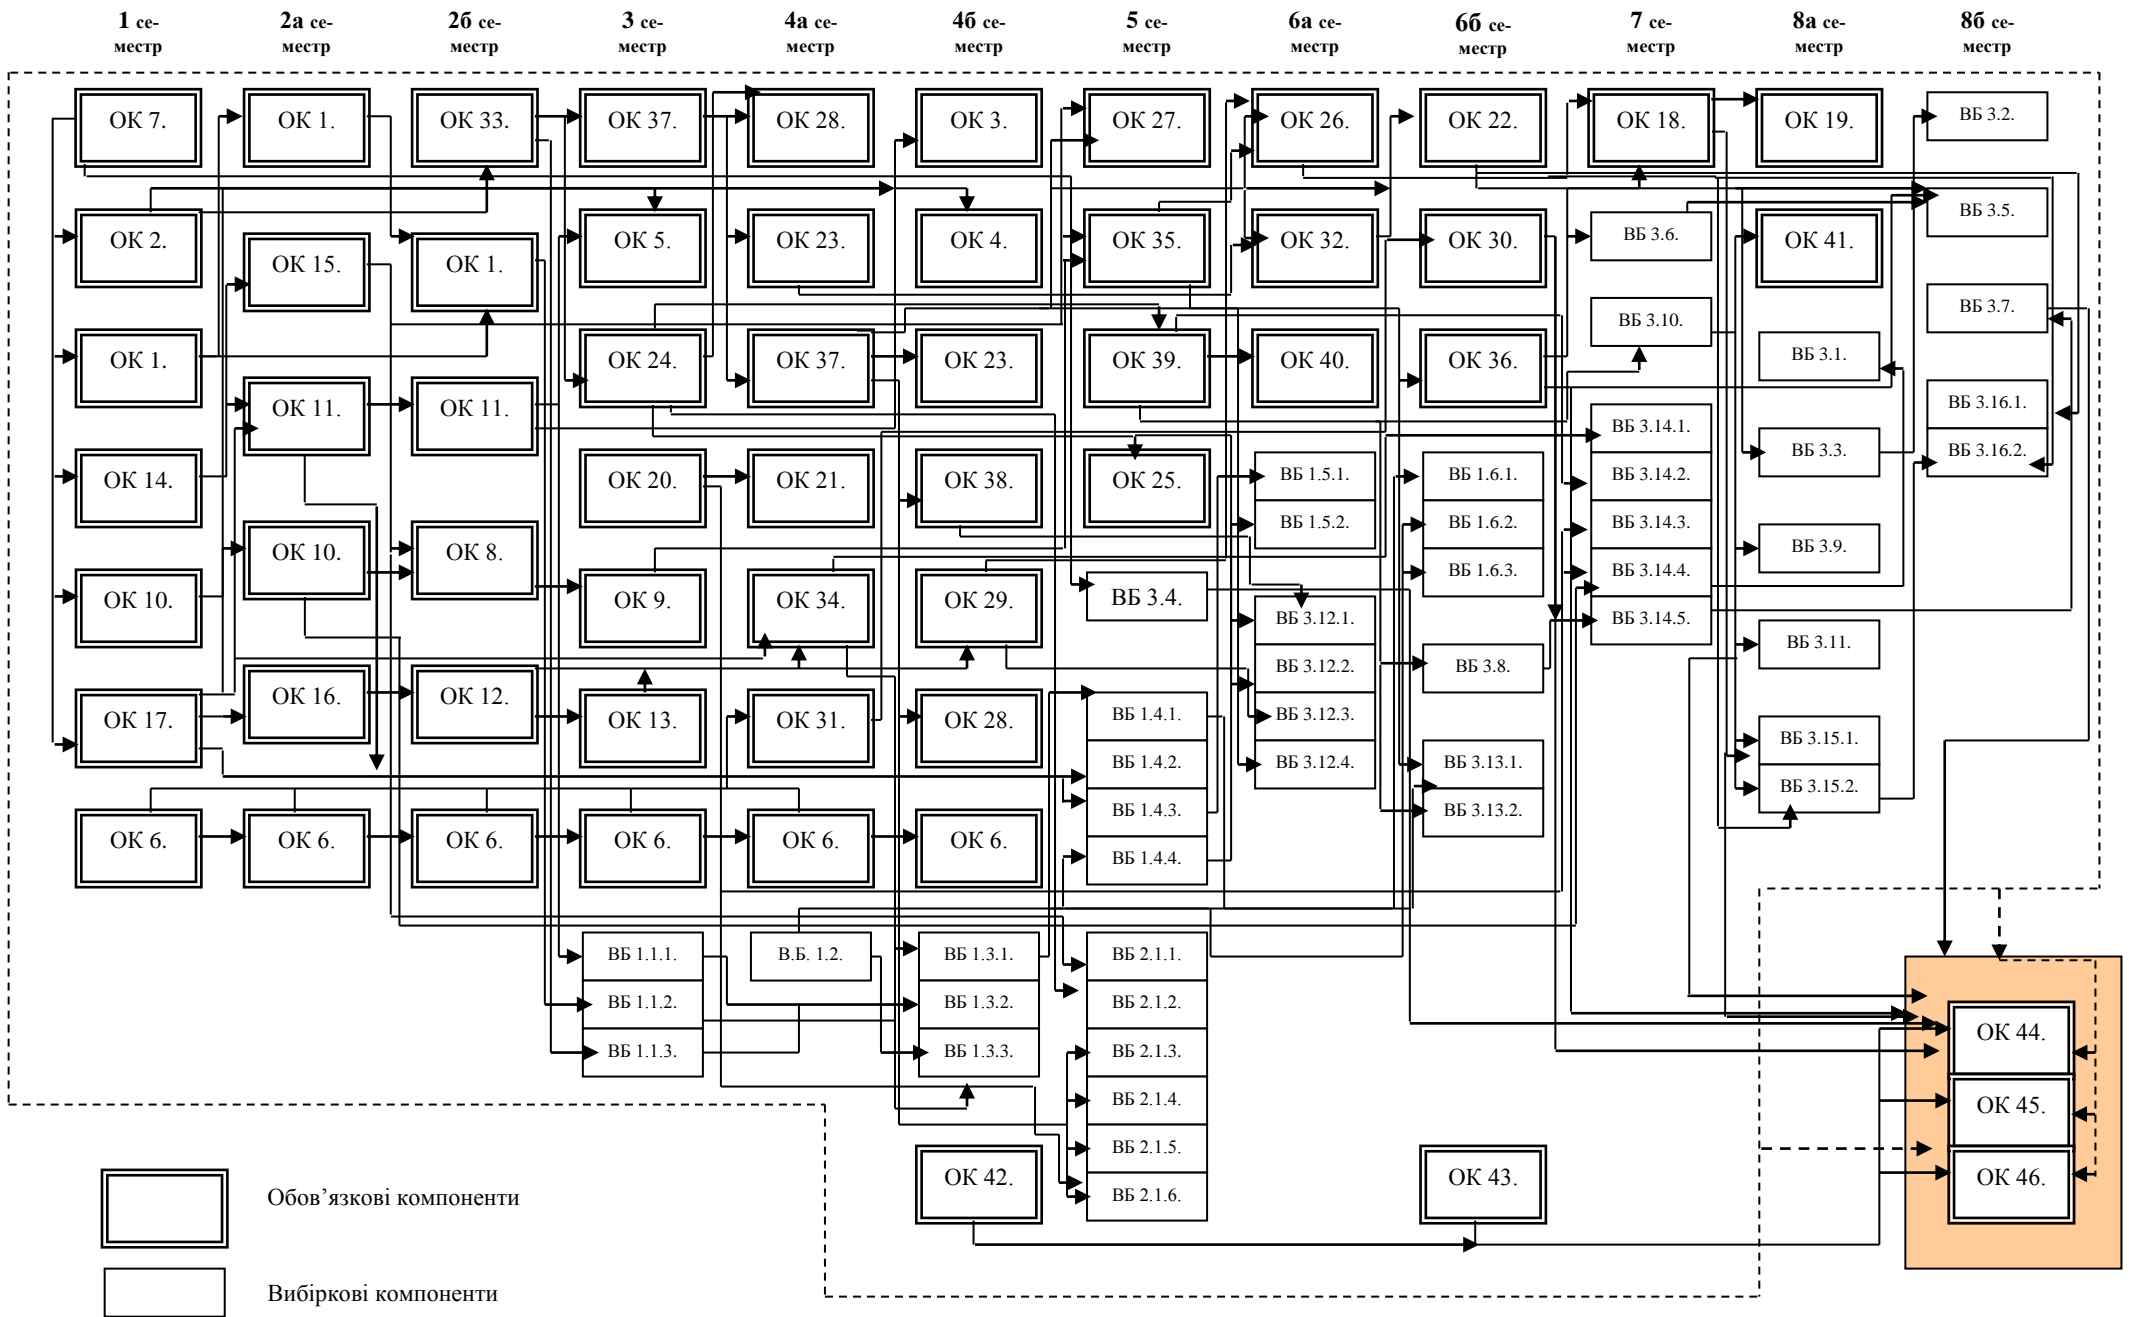 1 се-
местр
2а се-
местр
2б се-
местр
3 се-
местр
4а се-
местр
4б се-
местр
5 се-
местр
6а се-
местр
6б се-
местр
7 се-
местр
8а се-
местр
8б се-
местр
ОК 7.
ОК 2.
ОК 1.
ОК 14.
ОК 10.
ОК 17.
ОК 6.
ОК 1.
ОК 15.
ОК 11.
ОК 10.
ОК 16.
ОК 6.
ОК 33.
ОК 1.
ОК 11.
ОК 8.
ОК 12.
ОК 6.
ОК 37.
ОК 5.
ОК 24.
ОК 20.
ОК 9.
ОК 13.
ОК 6.
ВБ 1.1.1.
ВБ 1.1.2.
ВБ 1.1.3.
ОК 28.
ОК 23.
ОК 37.
ОК 21.
ОК 34.
ОК 31.
ОК 6.
В.Б. 1.2.
ОК 3.
ОК 4.
ОК 23.
ОК 38.
ОК 29.
ОК 28.
ОК 6.
ВБ 1.3.1.
ВБ 1.3.2.
ВБ 1.3.3.
ОК 42.
ОК 27.
ОК 35.
ОК 39.
ОК 25.
ВБ 3.4.
ВБ 1.4.1.
ВБ 1.4.2.
ВБ 1.4.3.
ВБ 1.4.4.
ВБ 2.1.1.
ВБ 2.1.2.
ВБ 2.1.3.
ВБ 2.1.4.
ВБ 2.1.5.
ВБ 2.1.6.
ОК 26.
ОК 32.
ОК 40.
ВБ 1.5.1.
ВБ 1.5.2.
ВБ 3.12.1.
ВБ 3.12.2.
ВБ 3.12.3.
ВБ 3.12.4.
ОК 22.
ОК 30.
ОК 36.
ВБ 1.6.1.
ВБ 1.6.2.
ВБ 1.6.3.
ВБ 3.8.
ВБ 3.13.1.
ВБ 3.13.2.
ОК 43.
ОК 18.
ВБ 3.6.
ВБ 3.10.
ВБ 3.14.1.
ВБ 3.14.2.
ВБ 3.14.3.
ВБ 3.14.4.
ВБ 3.14.5.
ОК 19.
ОК 41.
ВБ 3.1.
ВБ 3.3.
ВБ 3.9.
ВБ 3.11.
ВБ 3.15.1.
ВБ 3.15.2.
ВБ 3.2.
ВБ 3.5.
ВБ 3.7.
ВБ 3.16.1.
ВБ 3.16.2.
ОК 44.
ОК 45.
ОК 46.
Обов’язкові компоненти
Вибіркові компоненти